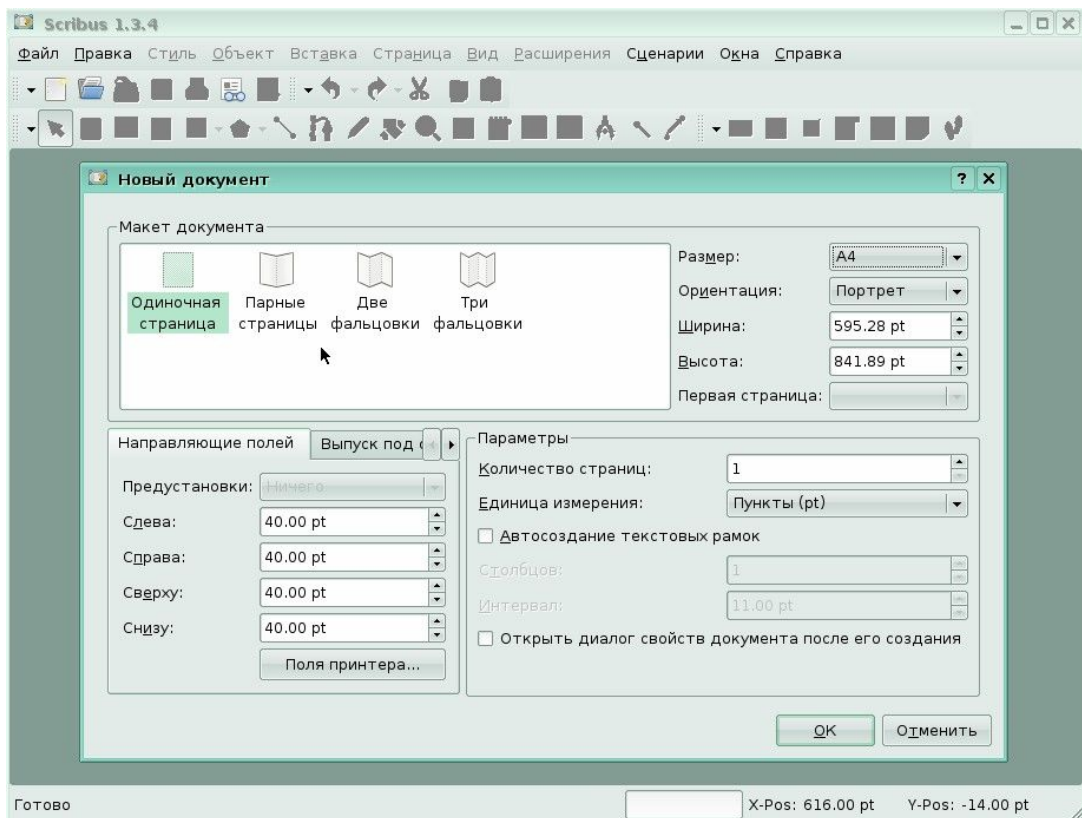 Scribus 1.3.4
Файл Правка Стиль Объект Вставка Страница Вид Расширения Сценарии Окна Справка
Новый документ
Макет документа
Одиночная страница
Парные страницы
Две фальцовки
Три фальцовки
Размер: A4
Ориентация: Портрет
Ширина: 595.28 pt
Высота: 841.89 pt
Первая страница:
Направляющие полей Выпуск под
Предустановки: Ничего
Слева: 40.00 pt
Справа: 40.00 pt
Сверху: 40.00 pt
Снизу: 40.00 pt
Поля принтера...
Параметры
Количество страниц: 1
Единица измерения: Пункты (pt)
Автосоздание текстовых рамок
Столбцов: 1
Интервал: 11.00 pt
Открыть диалог свойств документа после его создания
OK Отменить
Готово X-Pos: 616.00 pt Y-Pos: -14.00 pt